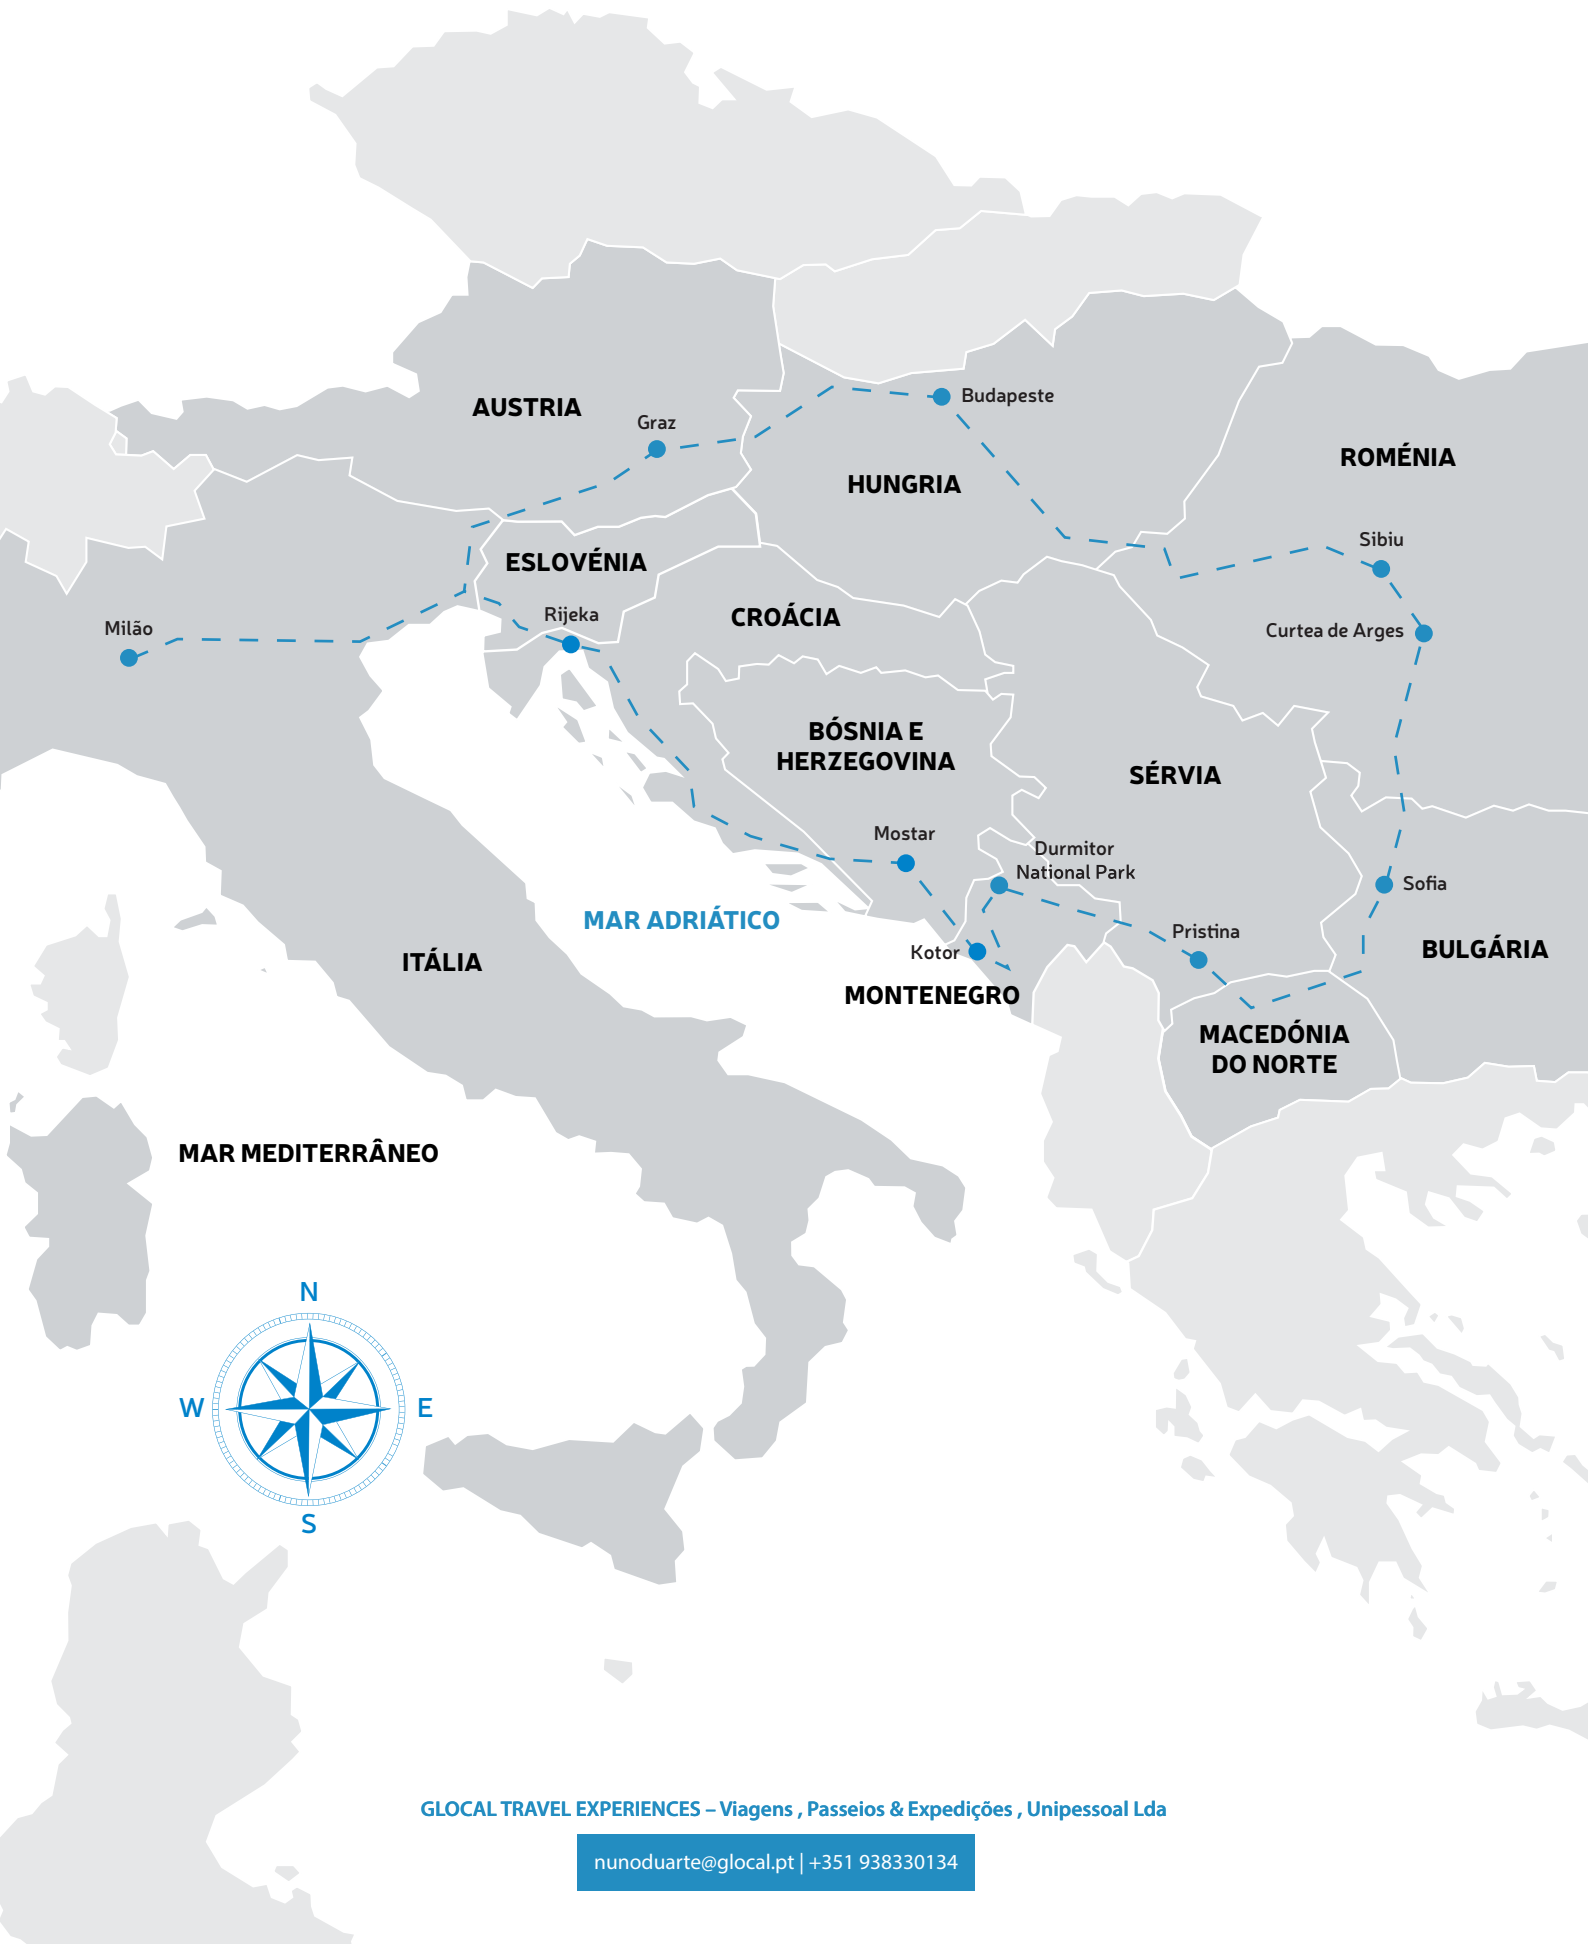 AUSTRIA
Graz
Budapeste
HUNGRIA
ROMÉNIA
Sibiu
ESLOVÉNIA
Rijeka
Milão
CROÁCIA
Curtea de Arges
BÓSNIA E
HERZEGOVINA
SÉRVIA
Mostar
Durmitor
National Park
Sofia
MAR ADRIÁTICO
Pristina
BULGÁRIA
Kotor
ITÁLIA
MONTENEGRO
MACEDÓNIA
DO NORTE
MAR MEDITERRÂNEO
N
W
E
S
GLOCAL TRAVEL EXPERIENCES – Viagens , Passeios & Expedições , Unipessoal Lda
nunoduarte@glocal.pt | +351 938330134